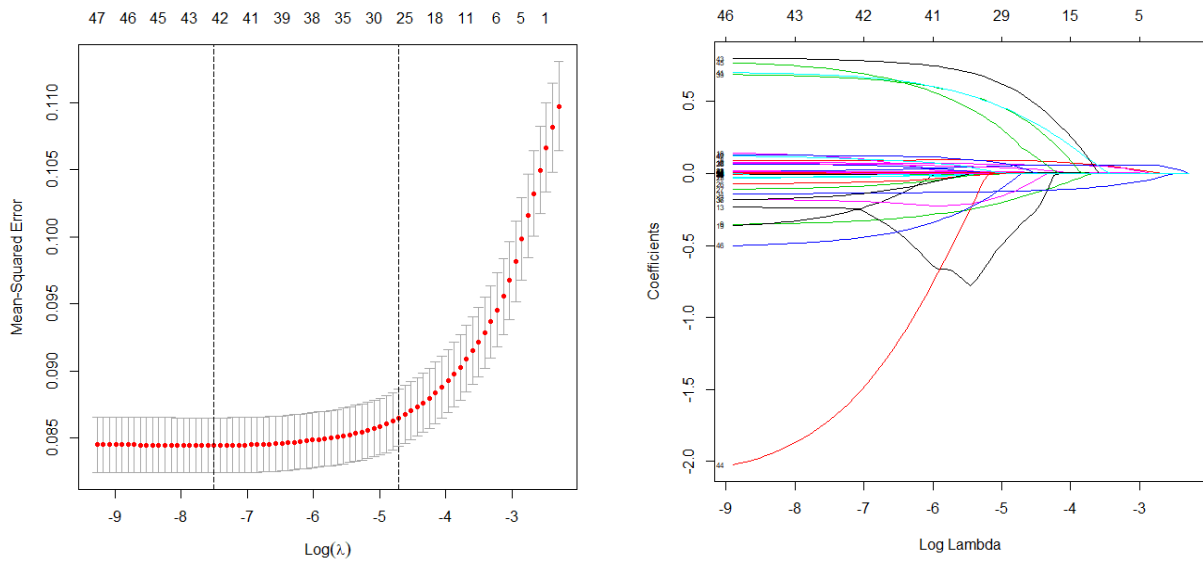 47 46 45 43 42 41 39 38 35 30 25 18 11 6 5 1
0.110
0.105
0.100
0.095
0.090
0.085
Mean-Squared Error
-9 -8 -7 -6 -5 -4 -3
Log(λ)
46 43 42 41 29 15 5
0.5
0.0
-0.5
-1.0
-1.5
-2.0
Coefficients
13
46
44
-9 -8 -7 -6 -5 -4 -3
Log Lambda